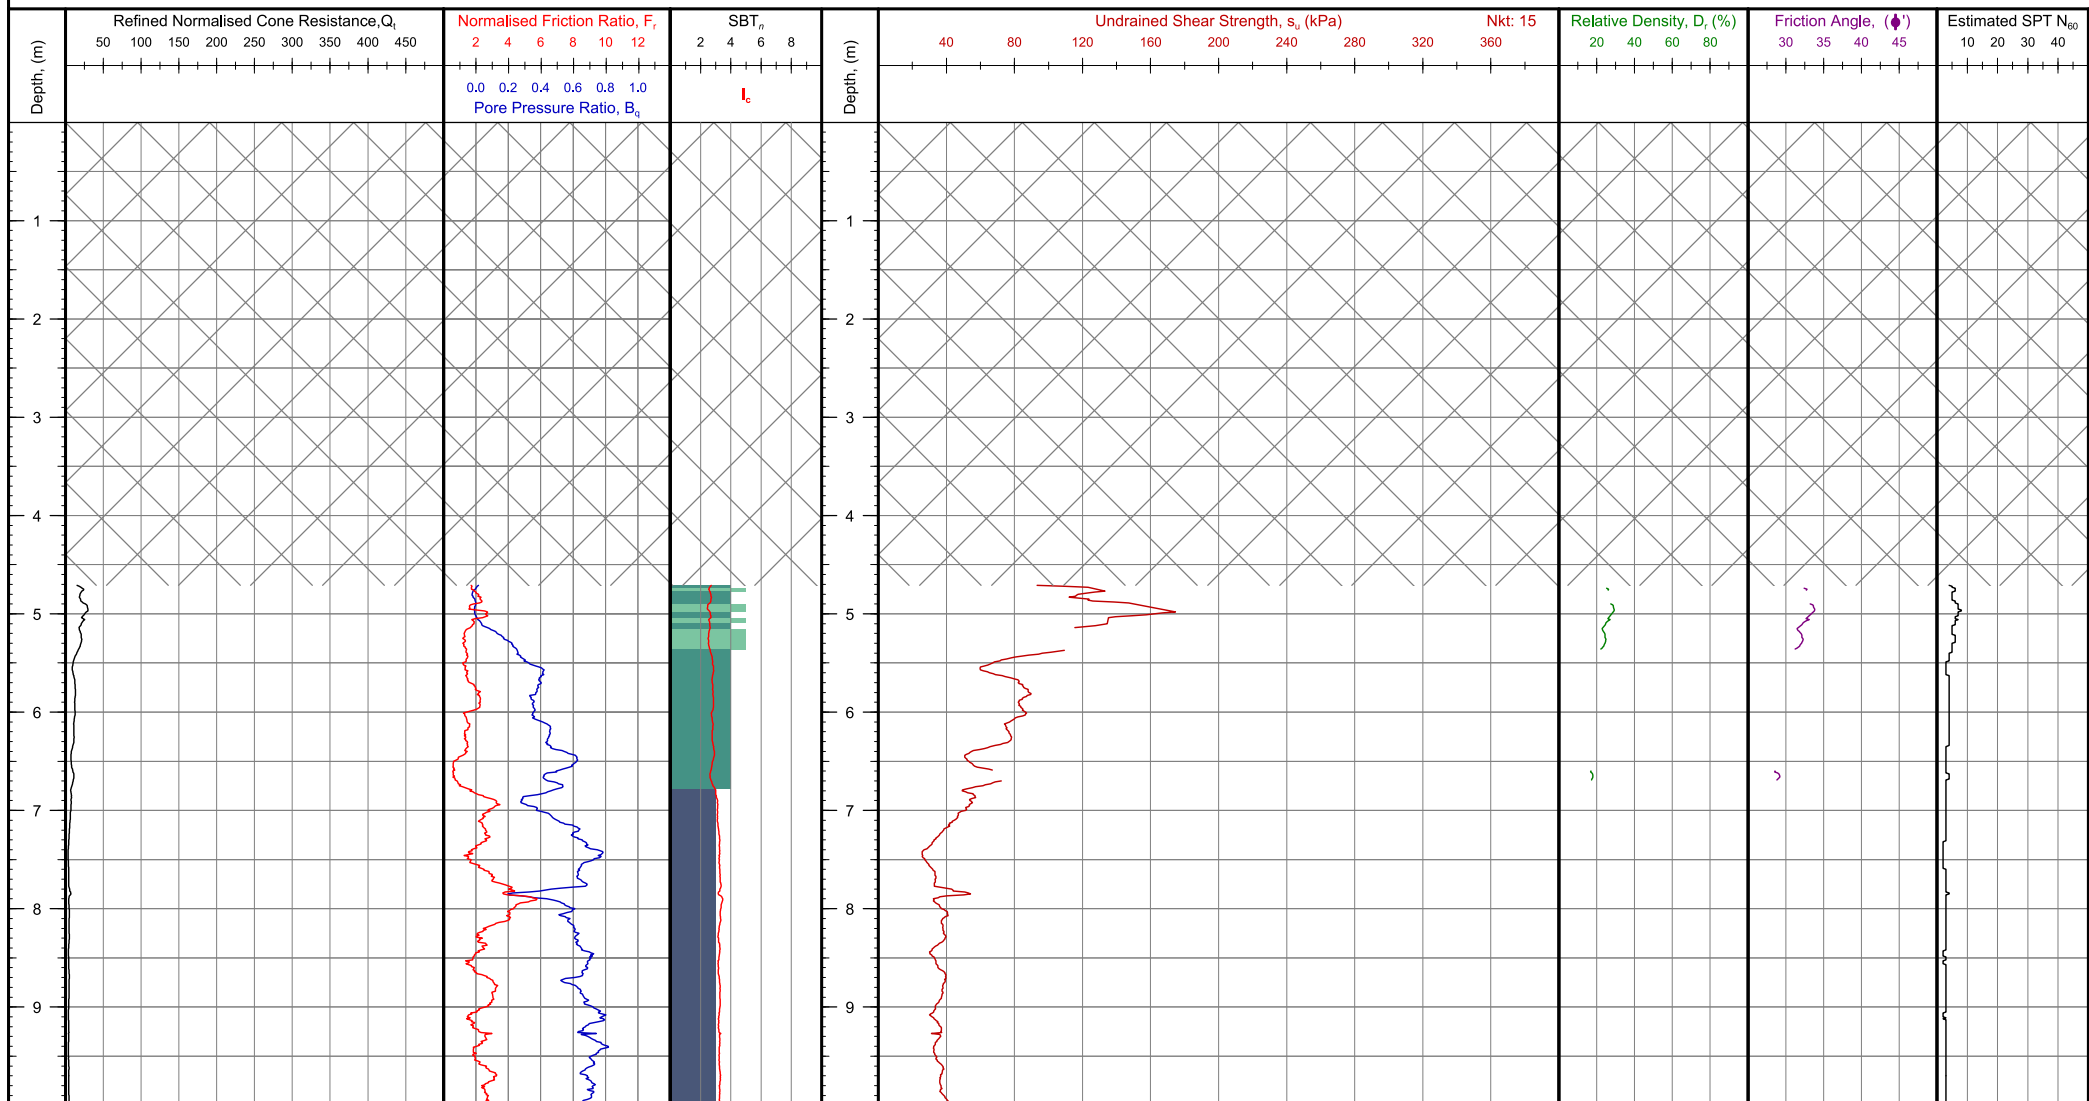 Refined Normalised Cone Resistance,Qt
50 100 150 200 250 300 350 400 450
Normalised Friction Ratio, Fr
2 4 6 8 10 12
0.0 0.2 0.4 0.6 0.8 1.0
Pore Pressure Ratio, Bq
SBTn
2 4 6 8
Ic
Undrained Shear Strength, su (kPa) Nkt: 15
40 80 120 160 200 240 280 320 360
Relative Density, Dr (%)
20 40 60 80
Friction Angle, (ϕ')
30 35 40 45
Estimated SPT N60
10 20 30 40
Depth, (m)
1
2
3
4
5
6
7
8
9
Depth, (m)
1
2
3
4
5
6
7
8
9